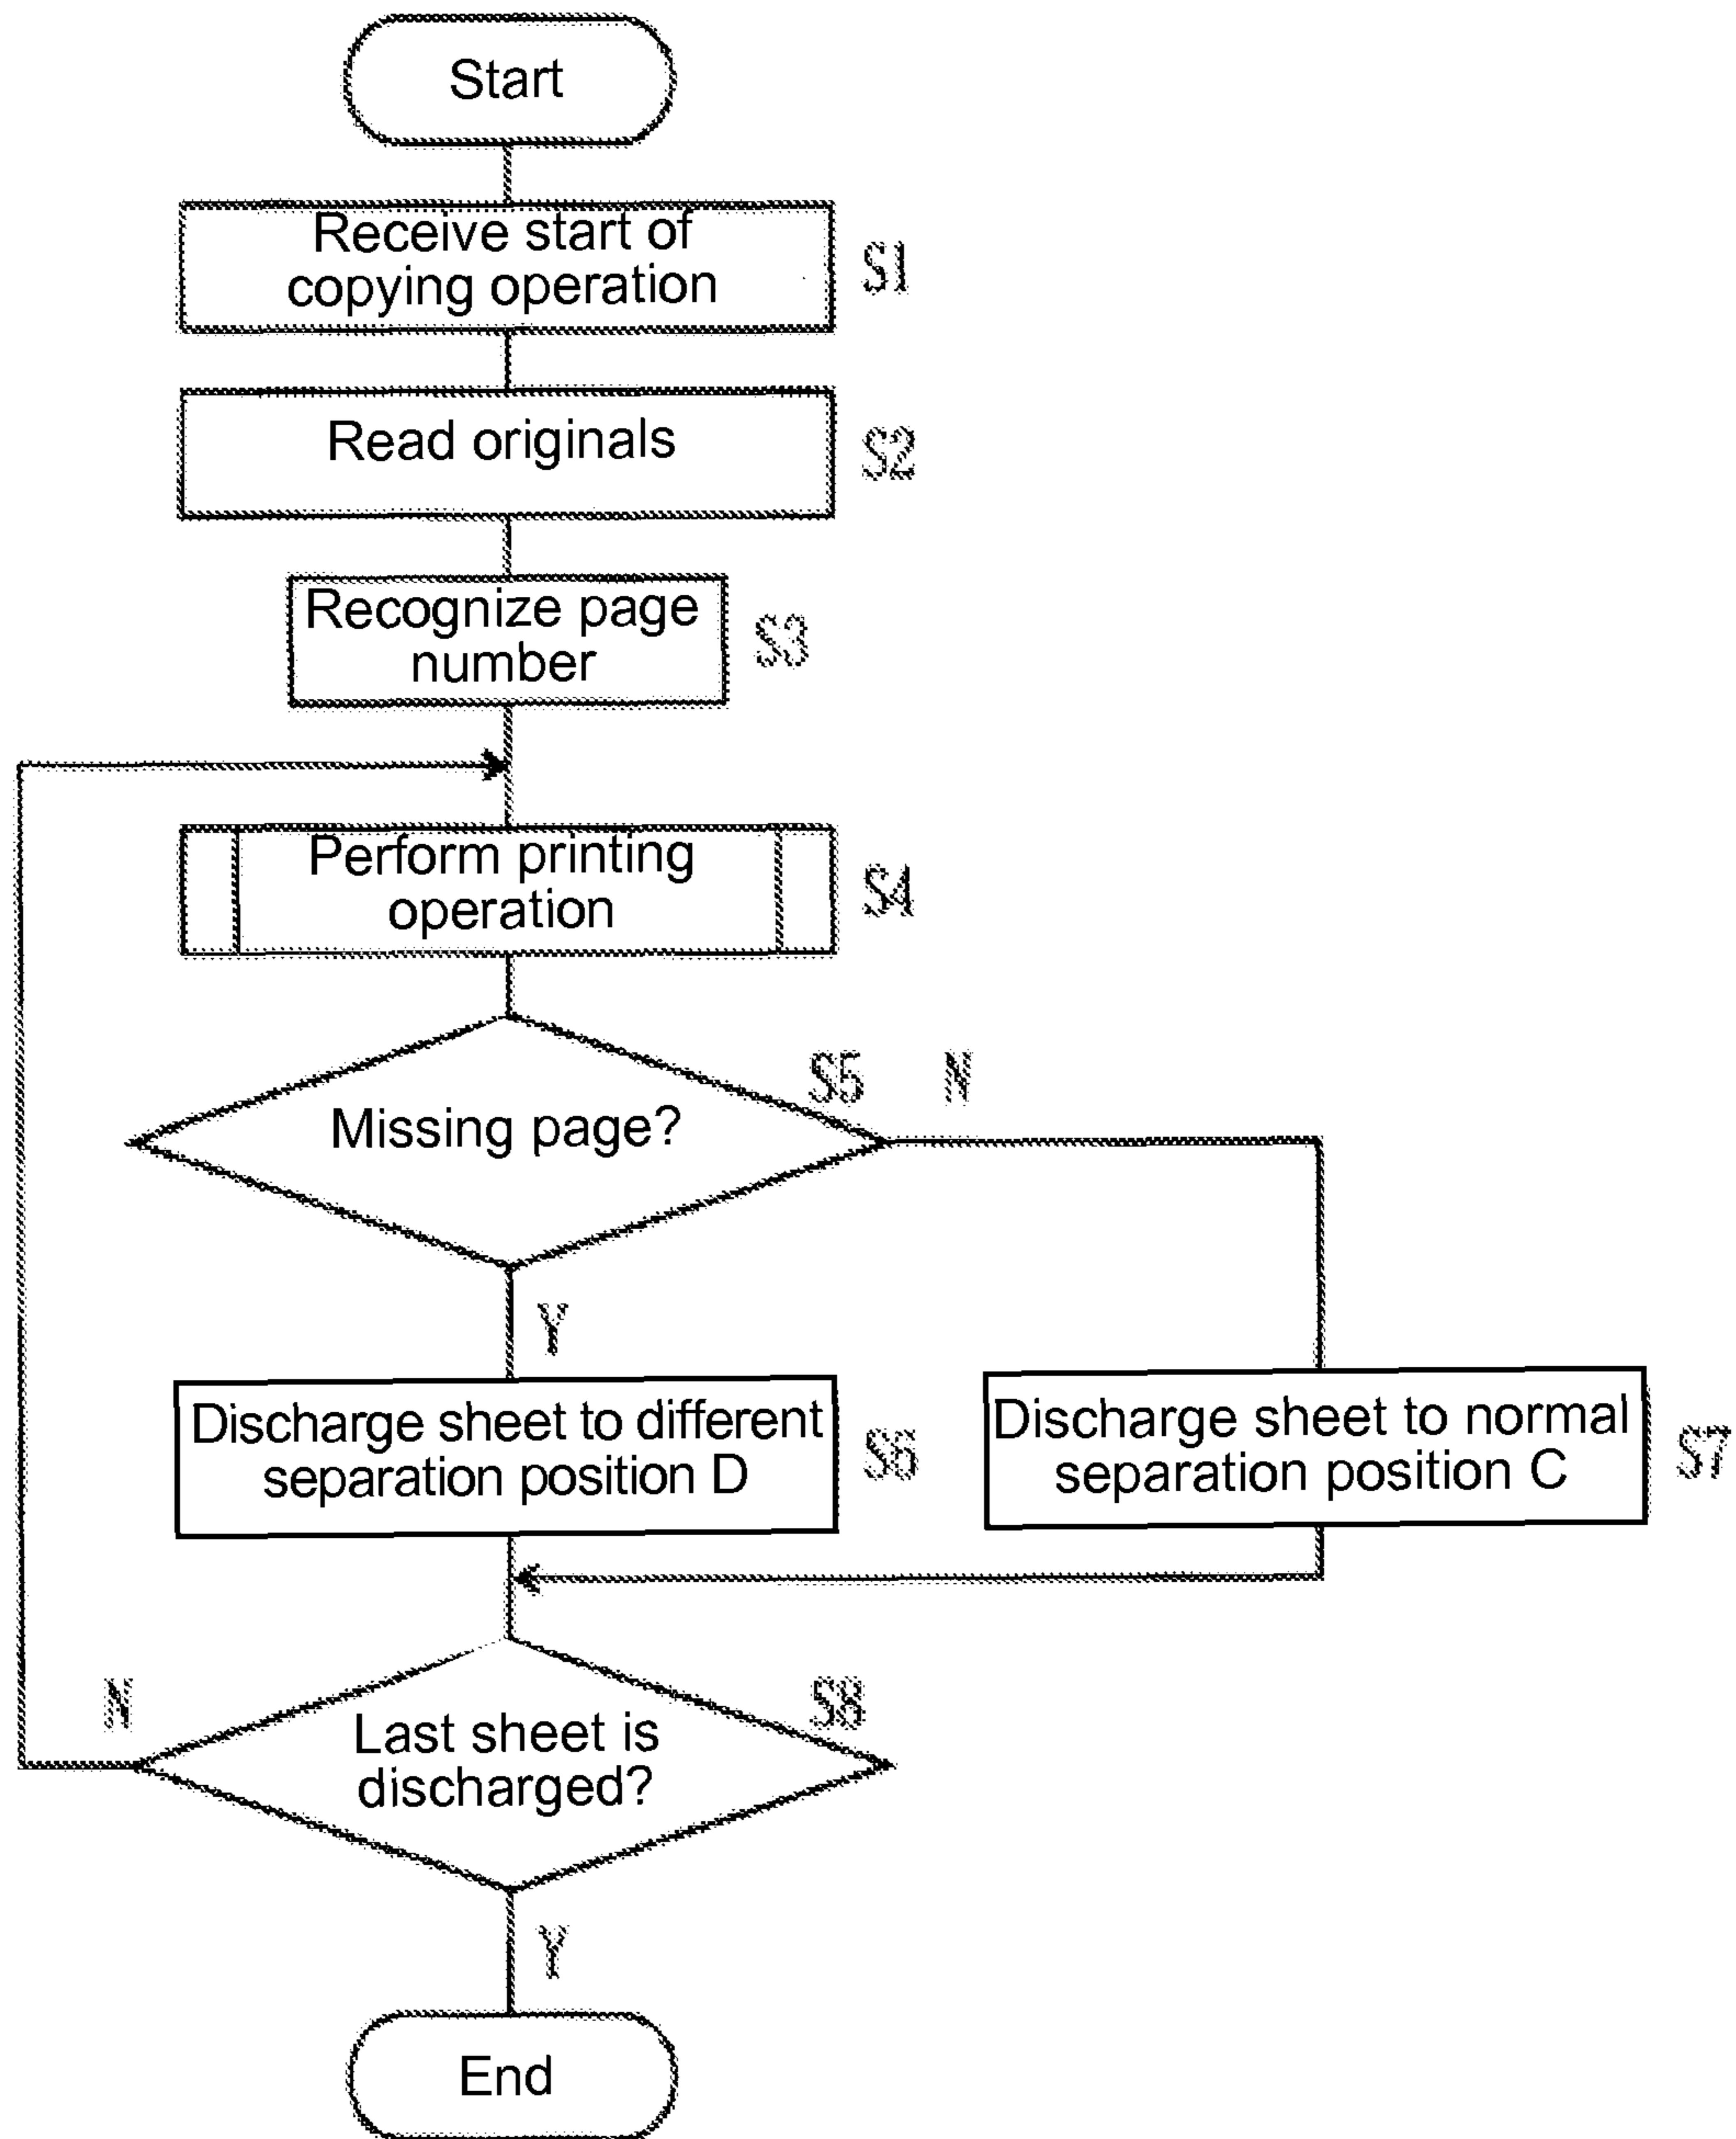 Start
Receive start of
copying operation
S1
Read originals
S2
Recognize page
number
S3
Perform printing
operation
S4
Missing page?
S5
N
Y
Discharge sheet to different
separation position D
S6
Discharge sheet to normal
separation position C
S7
Last sheet is
discharged?
S8
N
Y
End